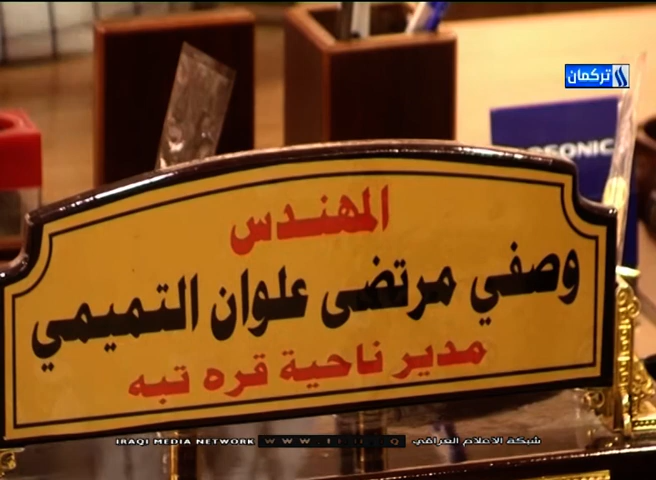 تركمان
المهندس
وصفي مرتضى علوان التميمي
مدير ناحية قره تبه
IRAQI MEDIA NETWORK
شبكة الاعلام العراقي